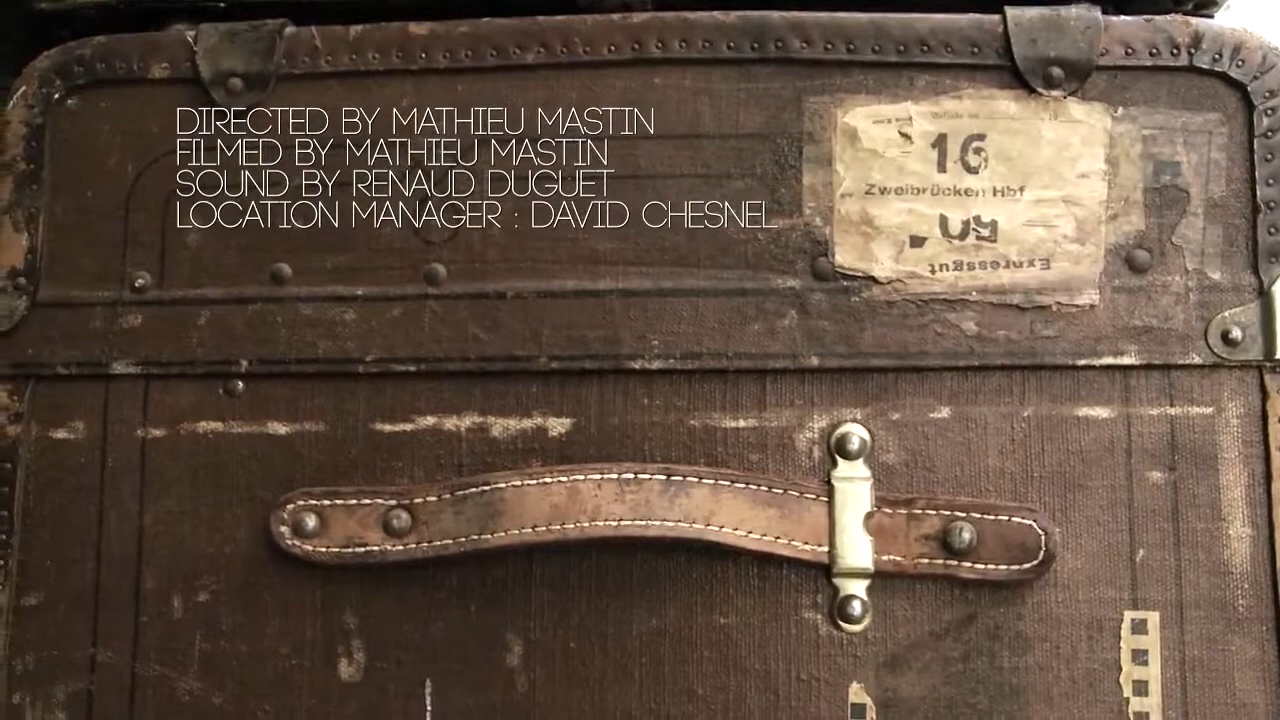 DIRECTED BY MATHIEU MASTIN
FILMED BY MATHIEU MASTIN
SOUND BY RENAUD DUGUET
LOCATION MANAGER : DAVID CHESNEL
16
Zweibrücken Hbf
Expressgut